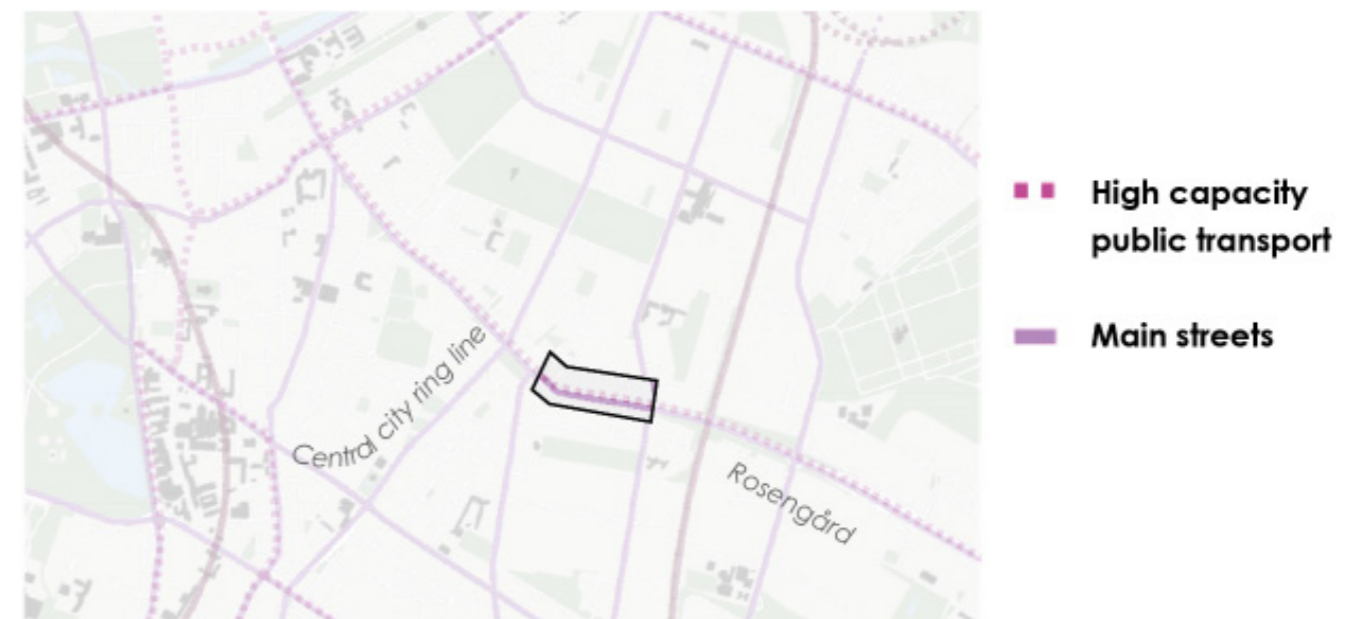 High capacity
public transport
Main streets
Central city ring line
Rosengård